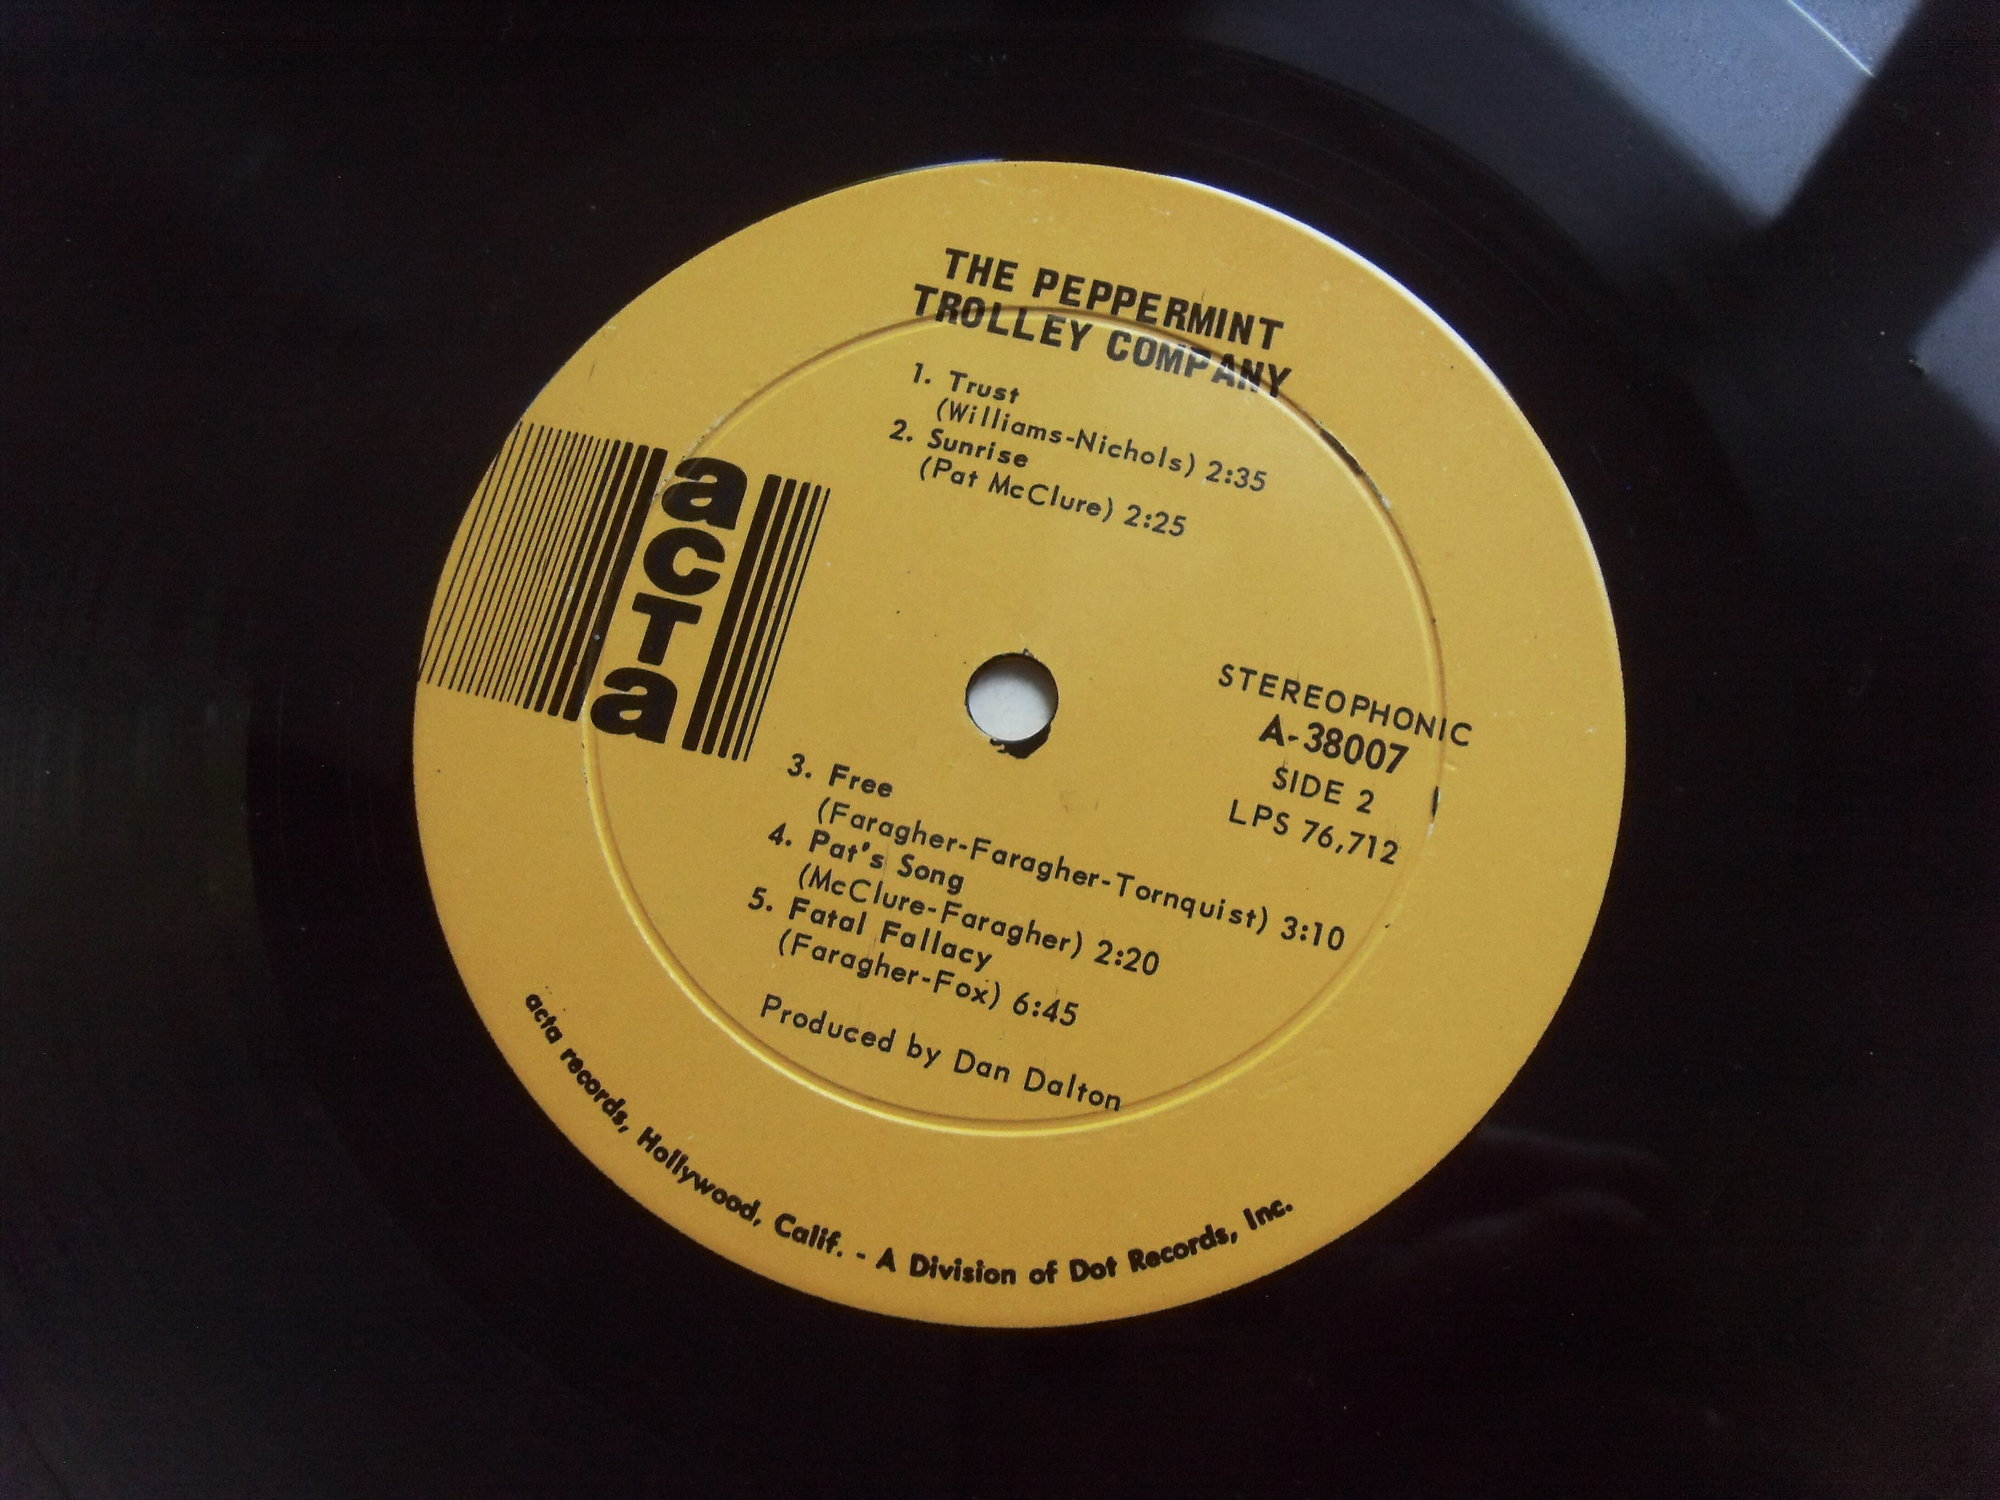 THE PEPPERMINT
TROLLEY COMPANY
1. Trust
(Williams-Nichols) 2:35
2. Sunrise
(Pat McClure) 2:25
acTa
STEREOPHONIC
A-38007
SIDE 2
LPS 76,712
3. Free
(Faragher-Faragher-Tornquist) 3:10
4. Pat's Song
(McClure-Faragher) 2:20
5. Fatal Fallacy
(Faragher-Fox) 6:45
Produced by Dan Dalton
acta records, Hollywood, Calif. - A Division of Dot Records, Inc.